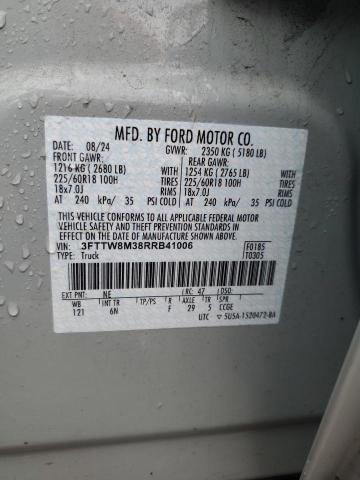 MFD. BY FORD MOTOR CO.
DATE: 08/24 GVWR: 2350 KG ( 5180 LB)
FRONT GAWR: REAR GAWR:
1216 KG ( 2680 LB) WITH 1254 KG ( 2765 LB) WITH
225/60R18 100H TIRES 225/60R18 100H TIRES
18x7.0J RIMS 18x7.0J RIMS
AT 240 kPa/ 35 PSI COLD AT 240 kPa/ 35 PSI COLD
THIS VEHICLE CONFORMS TO ALL APPLICABLE FEDERAL MOTOR
VEHICLE SAFETY AND THEFT PREVENTION STANDARDS IN
EFFECT ON THE DATE OF MANUFACTURE SHOWN ABOVE.
VIN: 3FTTW8M38RRB41006 F0185
TYPE: Truck T0305
EXT PNT: NE RC: 47 DSO:
WB INT TR TP/PS R AXLE TR SPR
121 6N F 29 5 CCGE
UTC 5U5A-1520472-BA